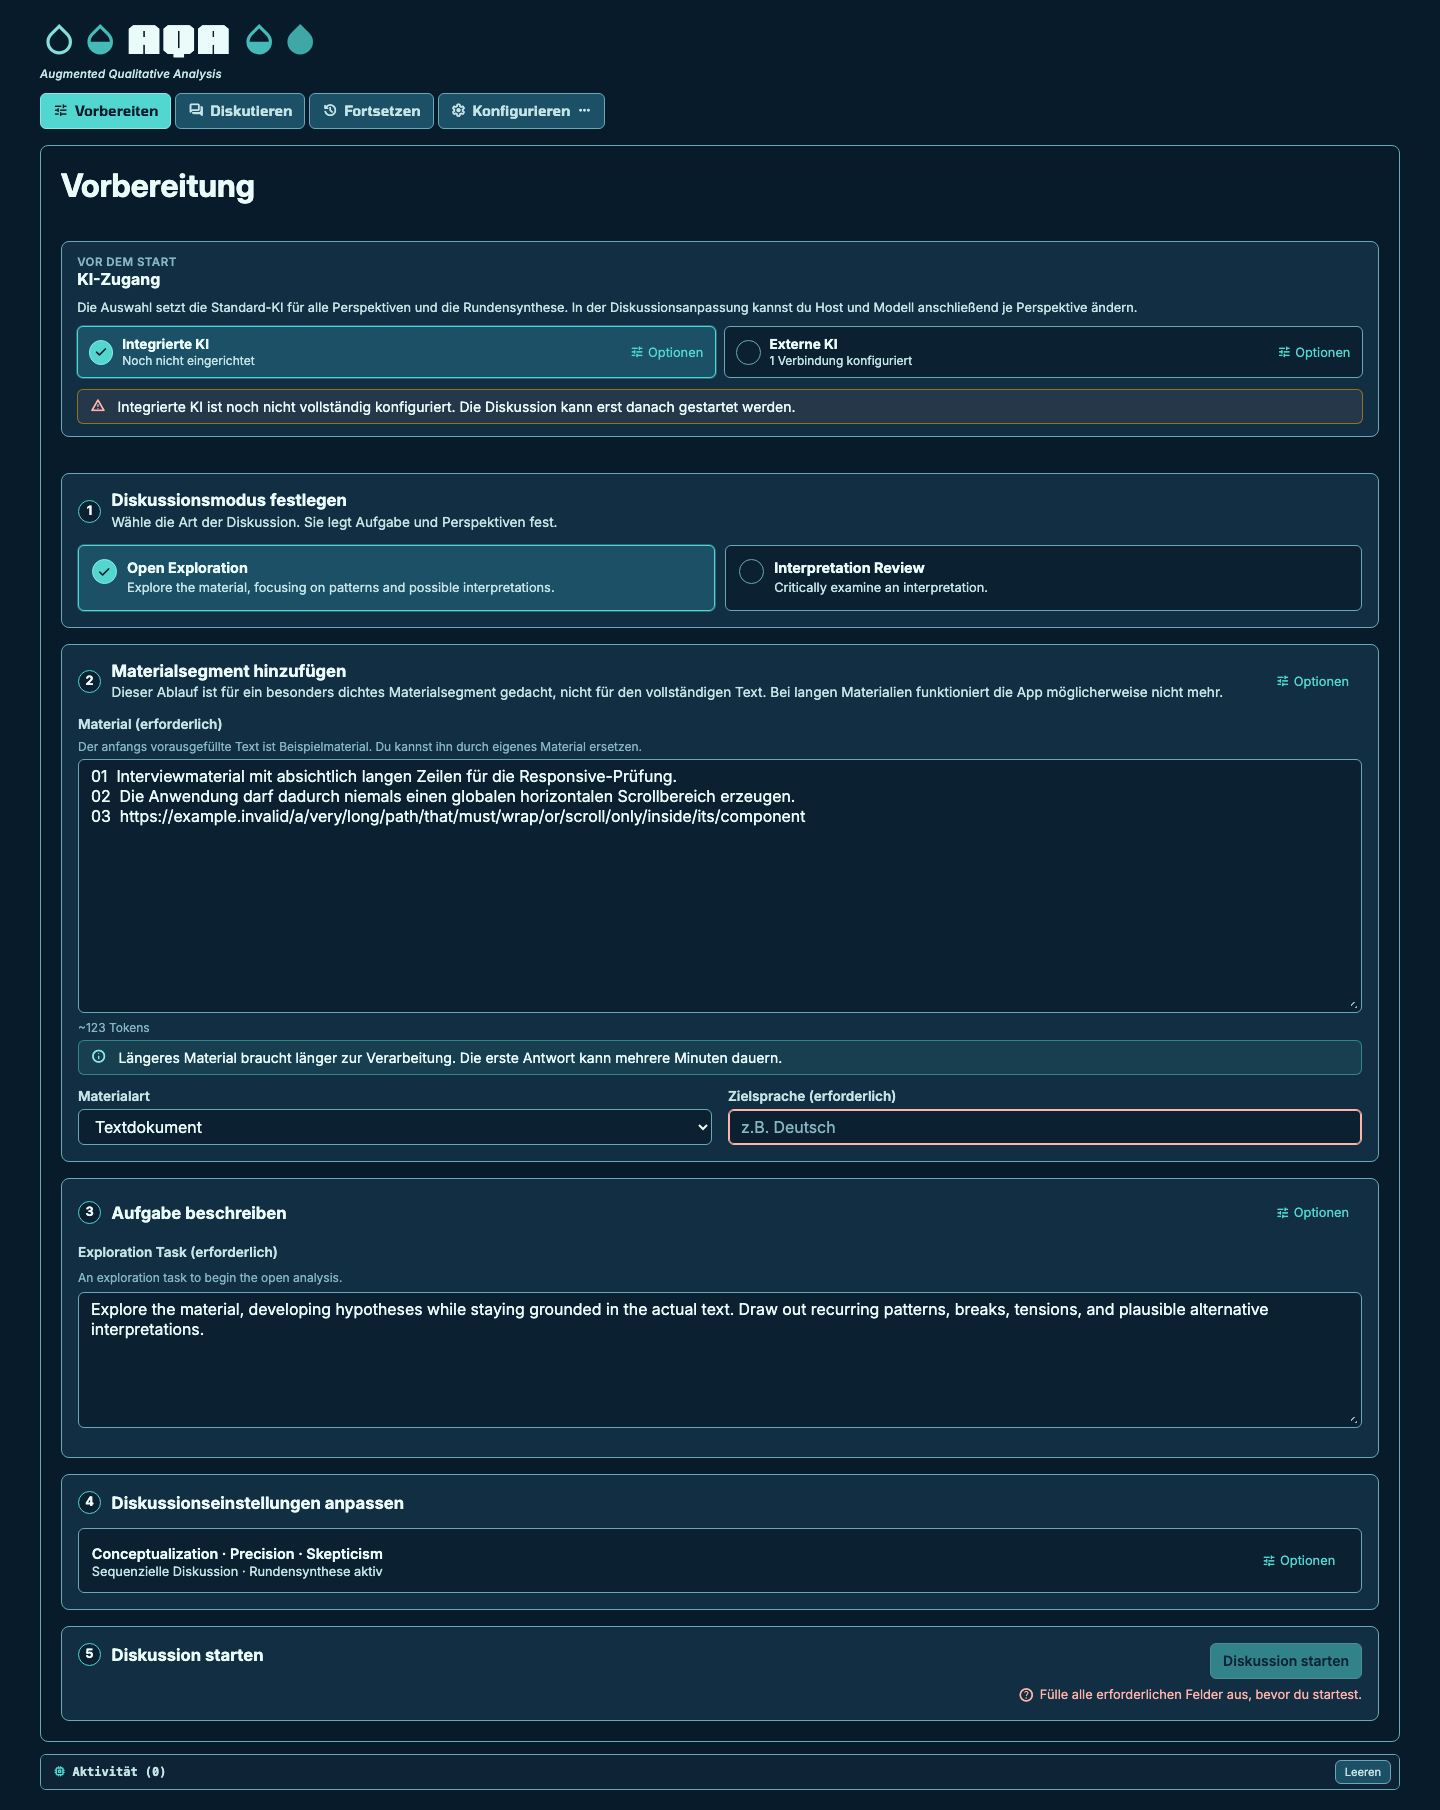 AQA
Augmented Qualitative Analysis
Vorbereiten
Diskutieren
Fortsetzen
Konfigurieren ···
Vorbereitung
VOR DEM START
KI-Zugang
Die Auswahl setzt die Standard-KI für alle Perspektiven und die Rundensynthese. In der Diskussionsanpassung kannst du Host und Modell anschließend je Perspektive ändern.
Integrierte KI
Noch nicht eingerichtet
Optionen
Externe KI
1 Verbindung konfiguriert
Optionen
Integrierte KI ist noch nicht vollständig konfiguriert. Die Diskussion kann erst danach gestartet werden.
1
Diskussionsmodus festlegen
Wähle die Art der Diskussion. Sie legt Aufgabe und Perspektiven fest.
Open Exploration
Explore the material, focusing on patterns and possible interpretations.
Interpretation Review
Critically examine an interpretation.
2
Materialsegment hinzufügen
Dieser Ablauf ist für ein besonders dichtes Materialsegment gedacht, nicht für den vollständigen Text. Bei langen Materialien funktioniert die App möglicherweise nicht mehr.
Optionen
Material (erforderlich)
Der anfangs vorausgefüllte Text ist Beispielmaterial. Du kannst ihn durch eigenes Material ersetzen.
01 Interviewmaterial mit absichtlich langen Zeilen für die Responsive-Prüfung.
02 Die Anwendung darf dadurch niemals einen globalen horizontalen Scrollbereich erzeugen.
03 https://example.invalid/a/very/long/path/that/must/wrap/or/scroll/only/inside/its/component
~123 Tokens
Längeres Material braucht länger zur Verarbeitung. Die erste Antwort kann mehrere Minuten dauern.
Materialart
Textdokument
Zielsprache (erforderlich)
z.B. Deutsch
3
Aufgabe beschreiben
Optionen
Exploration Task (erforderlich)
An exploration task to begin the open analysis.
Explore the material, developing hypotheses while staying grounded in the actual text. Draw out recurring patterns, breaks, tensions, and plausible alternative
interpretations.
4
Diskussionseinstellungen anpassen
Conceptualization · Precision · Skepticism
Sequenzielle Diskussion · Rundensynthese aktiv
Optionen
5
Diskussion starten
Diskussion starten
Fülle alle erforderlichen Felder aus, bevor du startest.
Aktivität (0)
Leeren